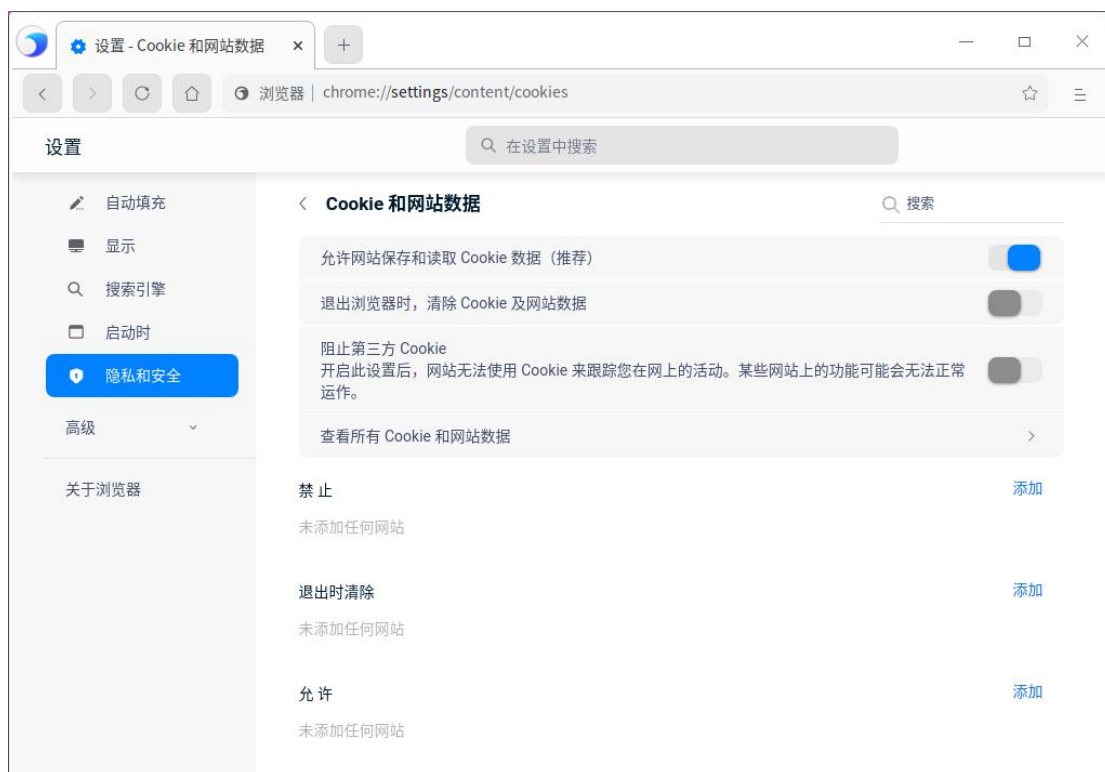 设置 - Cookie 和网站数据
浏览器 | chrome://settings/content/cookies
设置
在设置中搜索
自动填充
显示
搜索引擎
启动时
隐私和安全
高级
关于浏览器
Cookie 和网站数据
搜索
允许网站保存和读取 Cookie 数据（推荐）
退出浏览器时，清除 Cookie 及网站数据
阻止第三方 Cookie
开启此设置后，网站无法使用 Cookie 来跟踪您在网上的活动。某些网站上的功能可能会无法正常
运作。
查看所有 Cookie 和网站数据
禁 止
添加
未添加任何网站
退出时清除
添加
未添加任何网站
允 许
添加
未添加任何网站